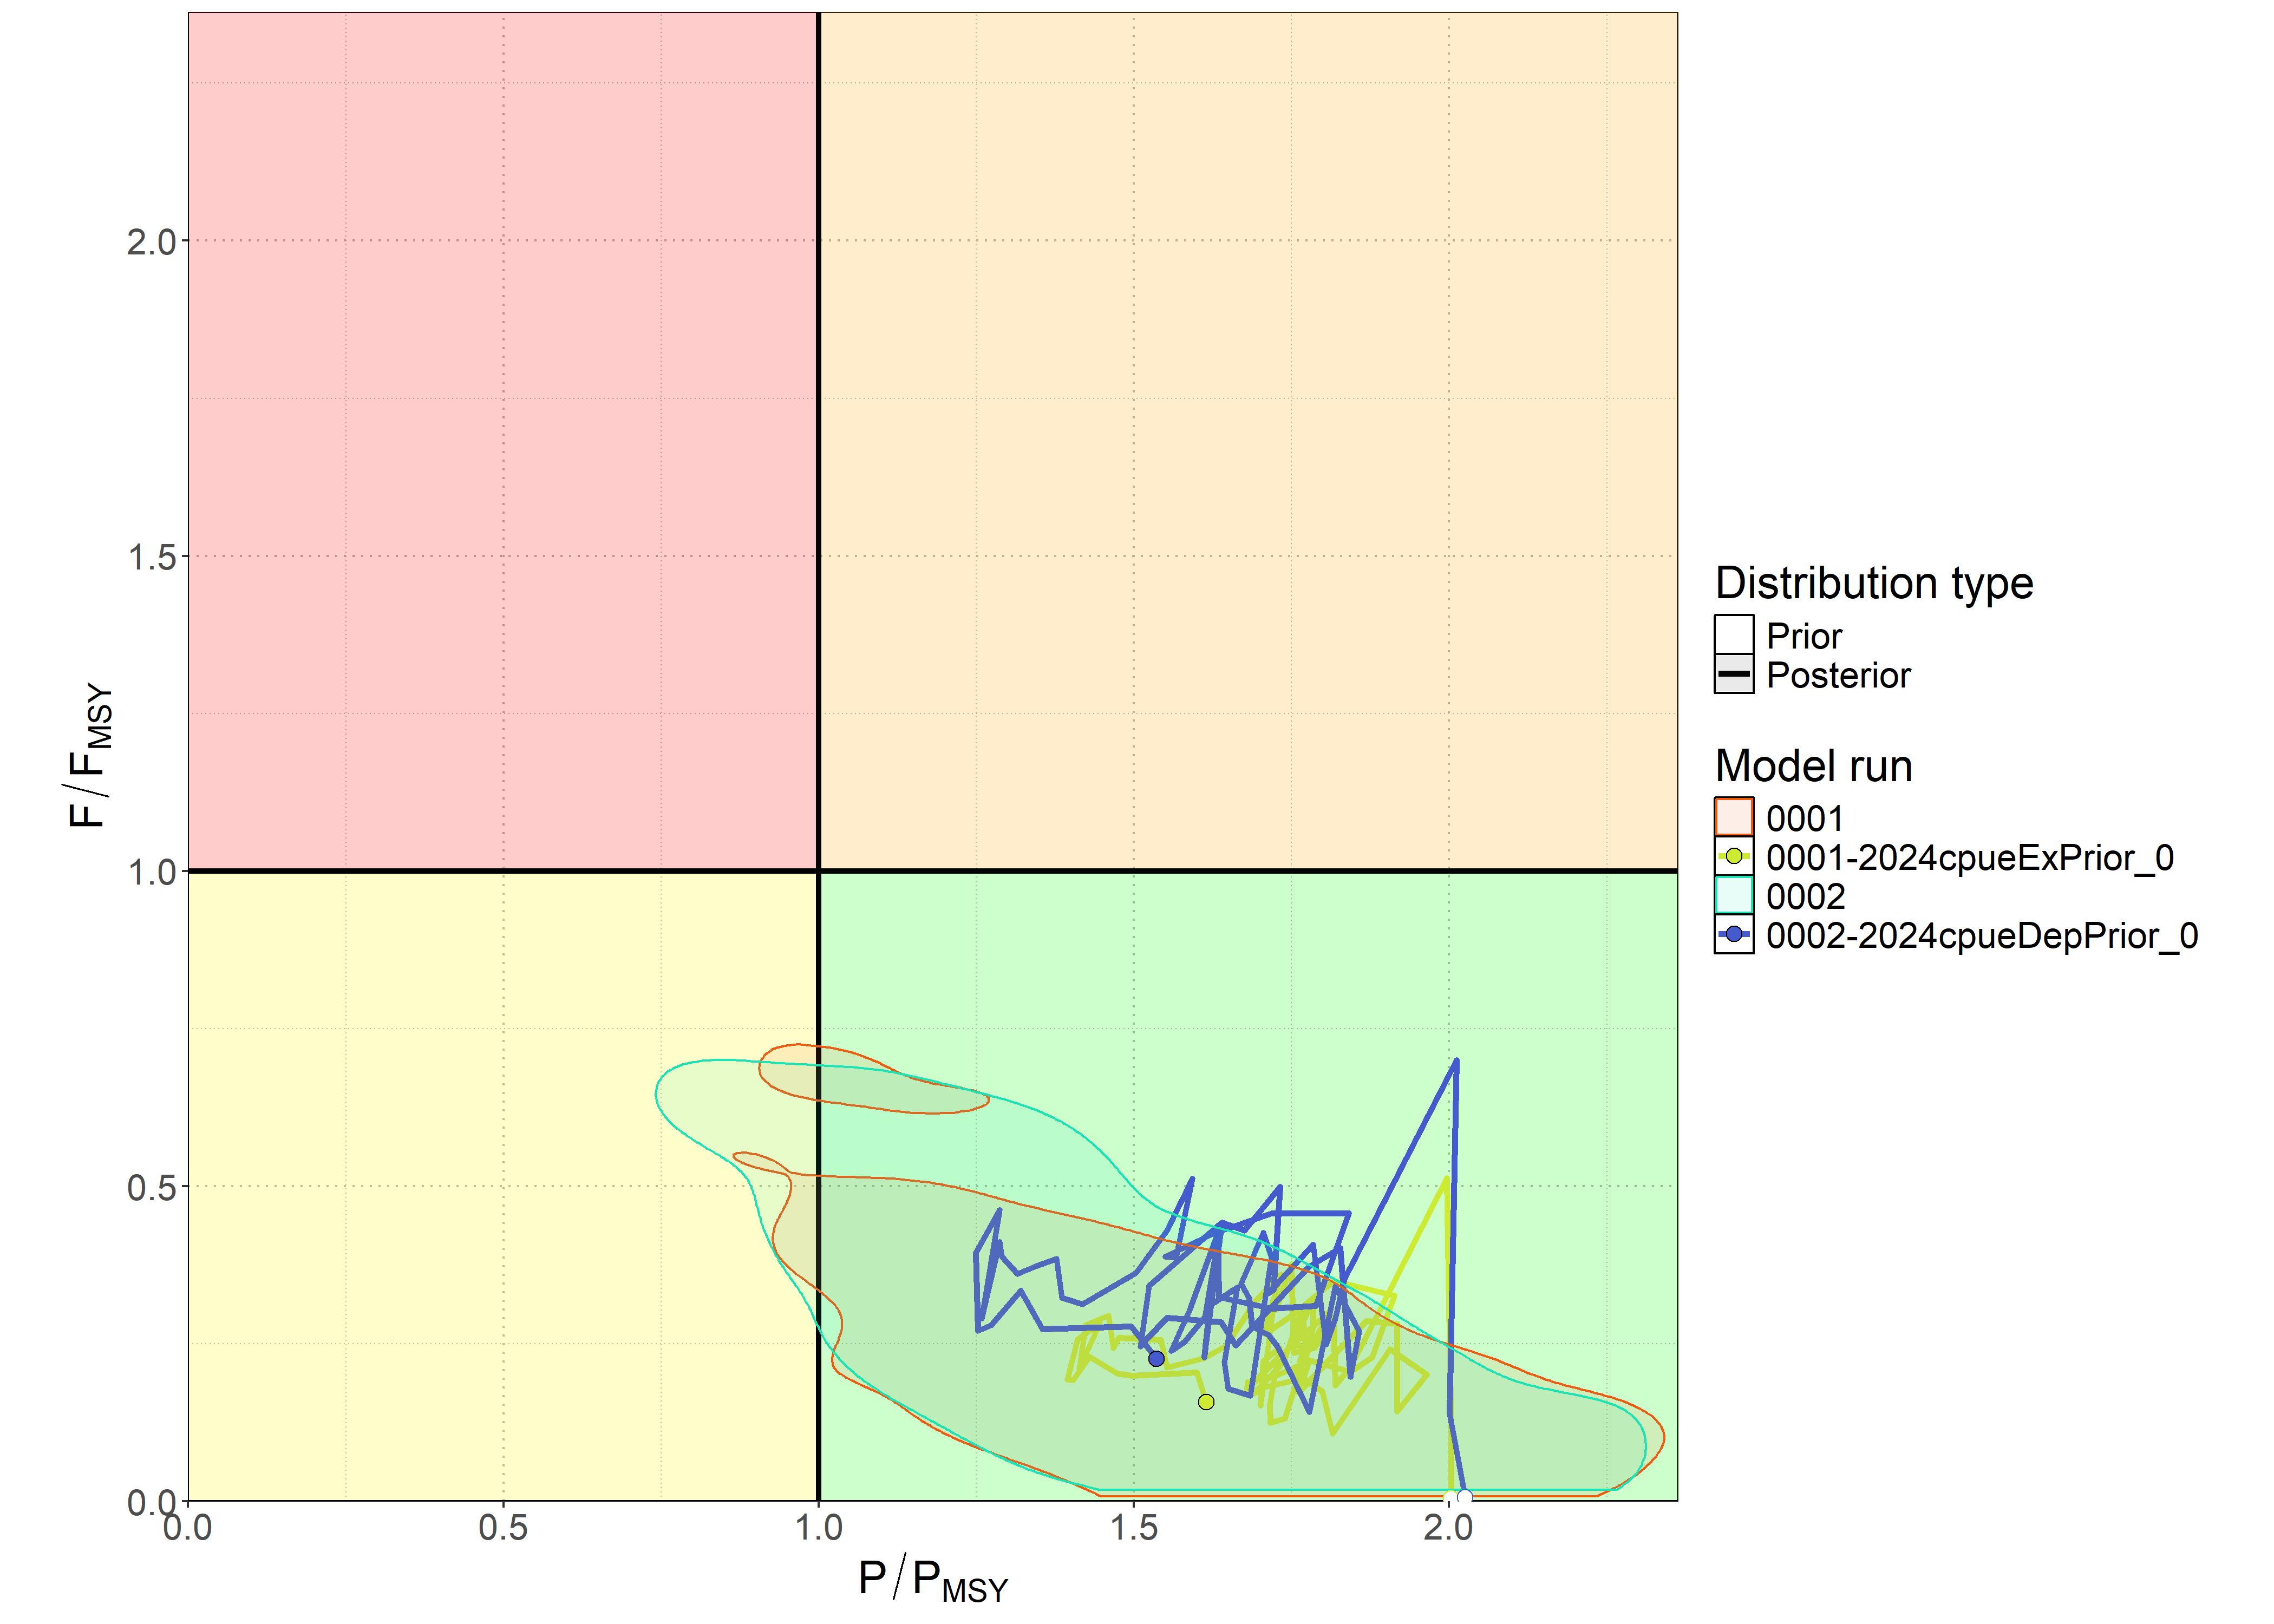 2.0
1.5
1.0
0.5
0.0
0.0 0.5 1.0 1.5 2.0
P/PMSY
F/FMSY
Distribution type
Prior
Posterior
Model run
0001
0001-2024cpueExPrior_0
0002
0002-2024cpueDepPrior_0